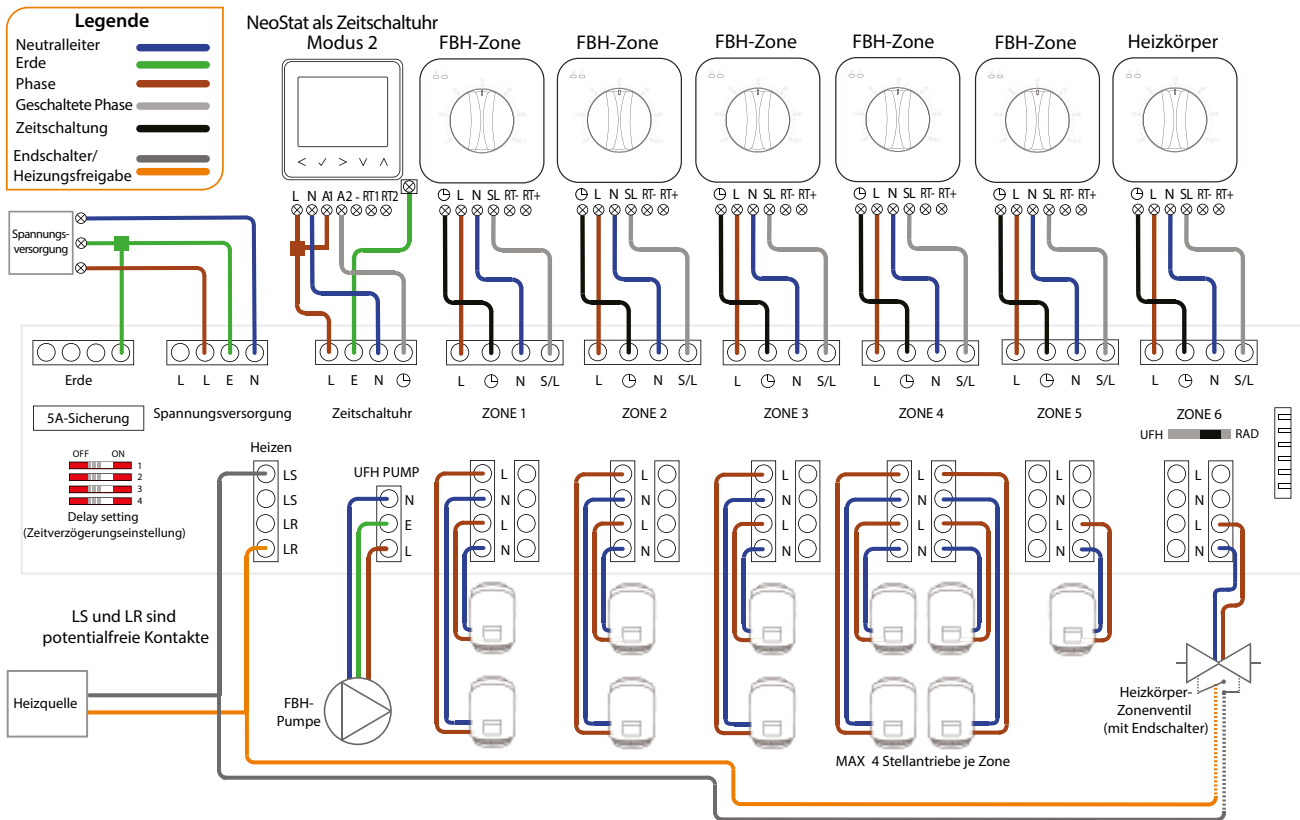 Legende
Neutralleiter
Erde
Phase
Geschaltete Phase
Zeitschaltung
Endschalter/
Heizungsfreigabe
NeoStat als Zeitschaltuhr
Modus 2
FBH-Zone
FBH-Zone
FBH-Zone
FBH-Zone
FBH-Zone
Heizkörper
L N A1 A2 - RT1 RT2
L N SL RT- RT+
L N SL RT- RT+
L N SL RT- RT+
L N SL RT- RT+
L N SL RT- RT+
L N SL RT- RT+
Spannungs-
versorgung
Erde
L L E N
L E N
L N S/L
L N S/L
L N S/L
L N S/L
L N S/L
L N S/L
5A-Sicherung
Spannungsversorgung
Zeitschaltuhr
ZONE 1
ZONE 2
ZONE 3
ZONE 4
ZONE 5
ZONE 6
UFH RAD
OFF ON
1
2
3
4
Delay setting
(Zeitverzögerungseinstellung)
Heizen
LS
LS
LR
LR
UFH PUMP
N
E
L
L
N
L
N
L
N
L
N
L
N
L
N
L
N
L
N
L
N
L
N
L
N
L
N
LS und LR sind
potentialfreie Kontakte
Heizquelle
FBH-
Pumpe
MAX 4 Stellantriebe je Zone
Heizkörper-
Zonenventil
(mit Endschalter)